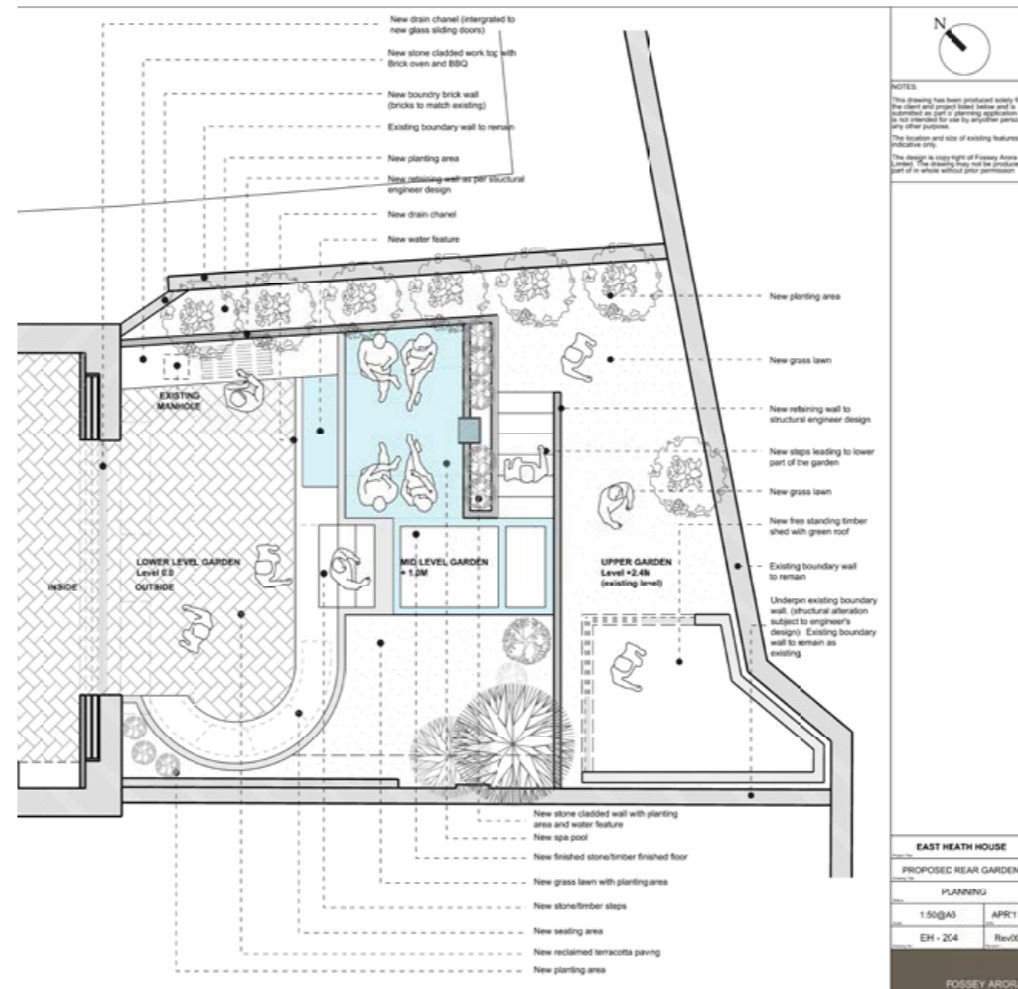 New drain chanel (intergrated to
new glass sliding doors)
New stone cladded work top with
Brick oven and BBQ
New boundry brick wall
(bricks to match existing)
Existing boundary wall to remain
New planting area
New retaining wall as per structural
engineer design
New drain chanel
New water feature
New planting area
New grass lawn
New retaining wall to
structural engineer design
New steps leading to lower
part of the garden
New grass lawn
New free standing timber
shed with green roof
Existing boundary wall
to remain
Underpin existing boundary
wall. (structural alteration
subject to engineer's
design) Existing boundary
wall to remain as
existing
EXISTING
MANHOLE
INSIDE
LOWER LEVEL GARDEN
Level 0.0
OUTSIDE
MID LEVEL GARDEN
+ 1.0M
UPPER GARDEN
Level +2.4M
(existing level)
New stone cladded wall with planting
area and water feature
New spa pool
New finished stone/timber finished floor
New grass lawn with planting area
New stone/timber steps
New seating area
New reclaimed terracotta paving
New planting area
N
NOTES:
This drawing has been produced solely
the client and project listed below and is
submitted as part of planning application
is not intended for use by anyother
any other purpose.
The location and size of existing features
indicative only.
The design is copy right of Fossey Arora
Limited. The drawing may not be produce
part of in whole without prior permission
EAST HEATH HOUSE
PROPOSED REAR GARDEN
PLANNING
1:50@A3
APR'1
EH - 204
FOSSEY ARORA